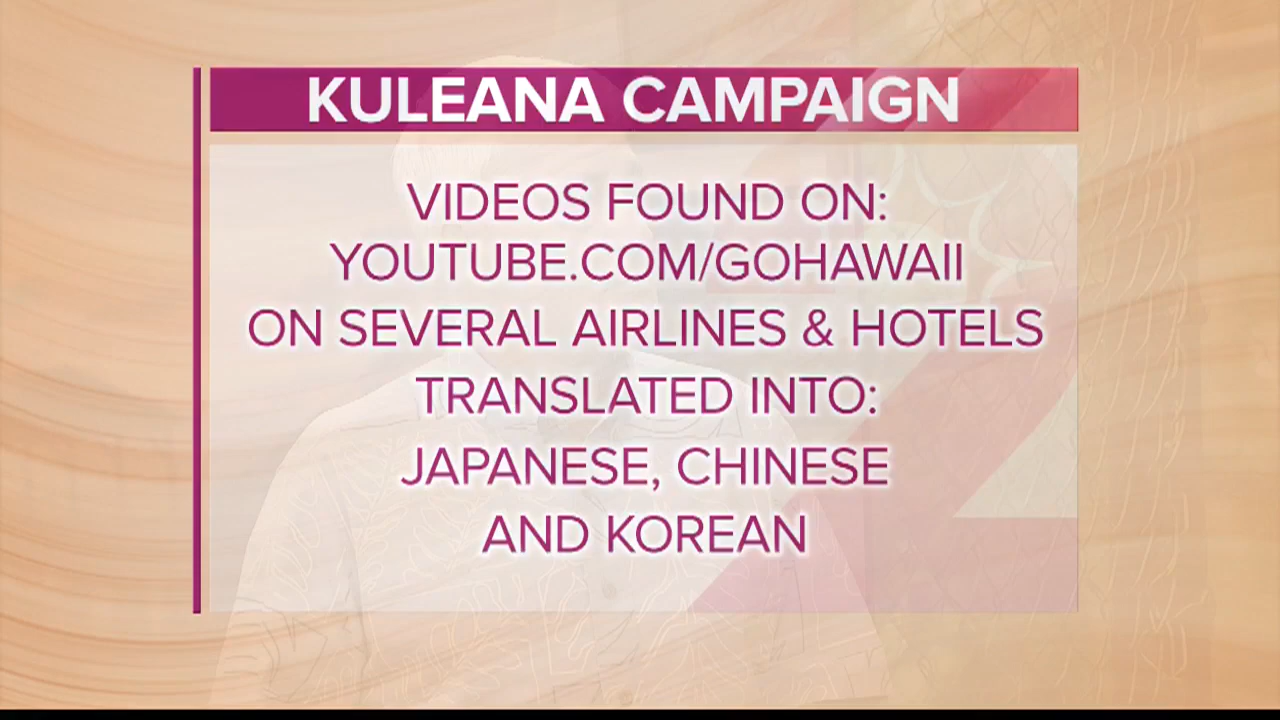 KULEANA CAMPAIGN
VIDEOS FOUND ON:
YOUTUBE.COM/GOHAWAII
ON SEVERAL AIRLINES & HOTELS
TRANSLATED INTO:
JAPANESE, CHINESE
AND KOREAN